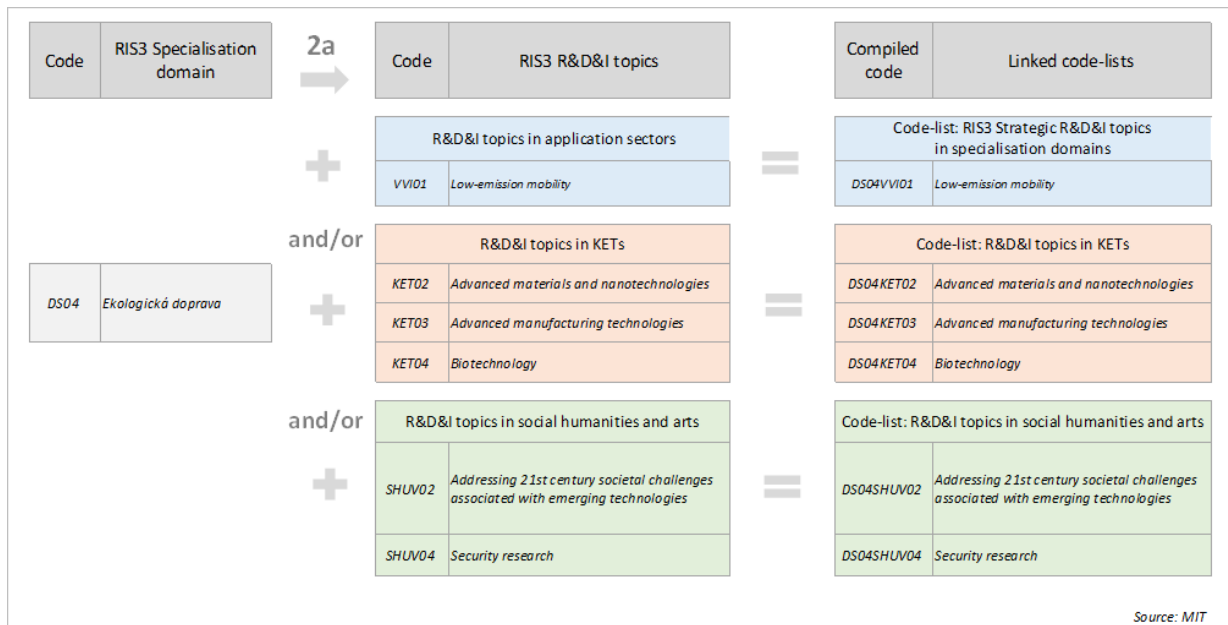 Code
RIS3 Specialisation
domain
2a
Code
RIS3 R&D&I topics
Compiled
code
Linked code-lists
R&D&I topics in application sectors
Code-list: RIS3 Strategic R&D&I topics
in specialisation domains
VVI01
Low-emission mobility
DS04VVI01
Low-emission mobility
and/or
R&D&I topics in KETs
Code-list: R&D&I topics in KETs
DS04
Ekologická doprava
KET02
Advanced materials and nanotechnologies
DS04KET02
Advanced materials and nanotechnologies
KET03
Advanced manufacturing technologies
DS04KET03
Advanced manufacturing technologies
KET04
Biotechnology
DS04KET04
Biotechnology
and/or
R&D&I topics in social humanities and arts
Code-list: R&D&I topics in social humanities and arts
SHUV02
Addressing 21st century societal challenges
associated with emerging technologies
DS04SHUV02
Addressing 21st century societal challenges
associated with emerging technologies
SHUV04
Security research
DS04SHUV04
Security research
Source: MIT